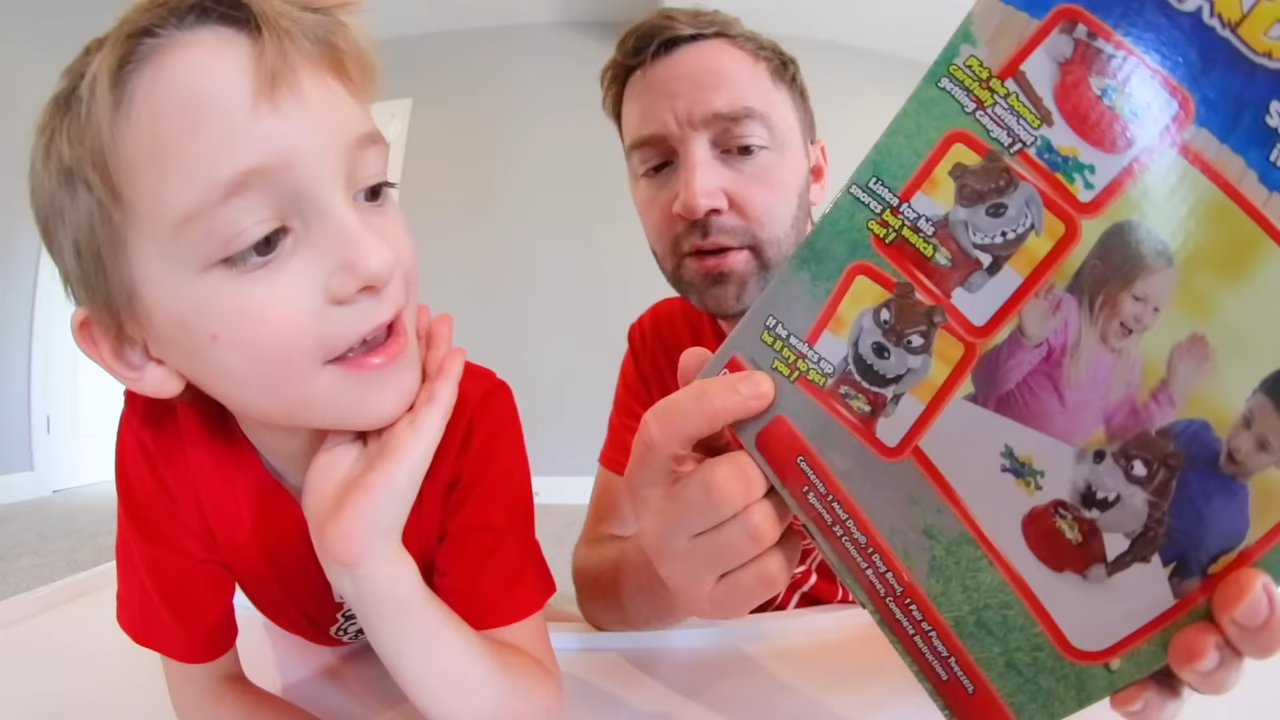 Pick the bones
carefully without
getting caught!
Listen for his
snores but watch
out!
If he wakes up
he'll try to get
you!
Contents: 1 Mad Dog®, 1 Dog Bowl, 1 Pair of Puppy Tweezers,
1 Spinner, 32 Colored Bones, Complete Instructions